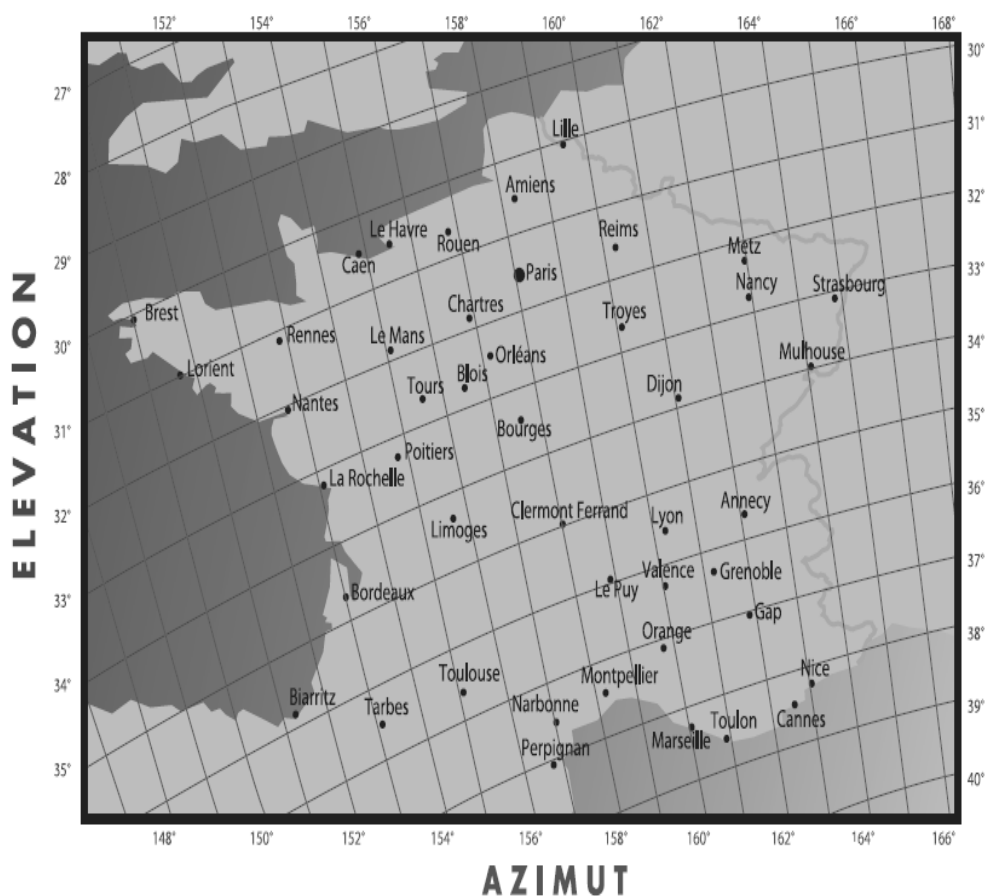 152° 154° 156° 158° 160° 162° 164° 166° 168°
30°
27°
31°
Lille
28°
Amiens
32°
Le Havre
Rouen
Reims
Caen
Metz
29°
Paris
33°
Nancy
Strasbourg
Chartres
Brest
Troyes
Rennes
Le Mans
34°
30°
Orléans
Mulhouse
Lorient
Blois
Tours
Dijon
Nantes
35°
31°
Bourges
Poitiers
La Rochelle
36°
Annecy
32°
Clermont Ferrand
Lyon
Limoges
37°
Valence
Grenoble
Le Puy
Bordeaux
33°
Gap
Orange
38°
Nice
Toulouse
Montpellier
34°
Biarritz
Tarbes
Narbonne
39°
Toulon
Cannes
Marseille
Perpignan
35°
40°
148° 150° 152° 154° 156° 158° 160° 162° 164° 166°
ELEVATION
AZIMUT